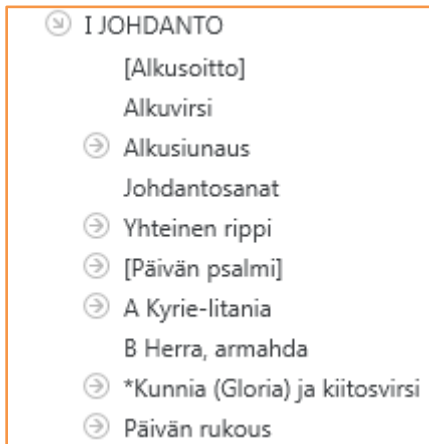 I JOHDANTO
[Alkusoitto]
Alkuvirsi
Alkusiunaus
Johdantosanat
Yhteinen rippi
[Päivän psalmi]
A Kyrie-litania
B Herra, armahda
*Kunnia (Gloria) ja kiitosvirsi
Päivän rukous